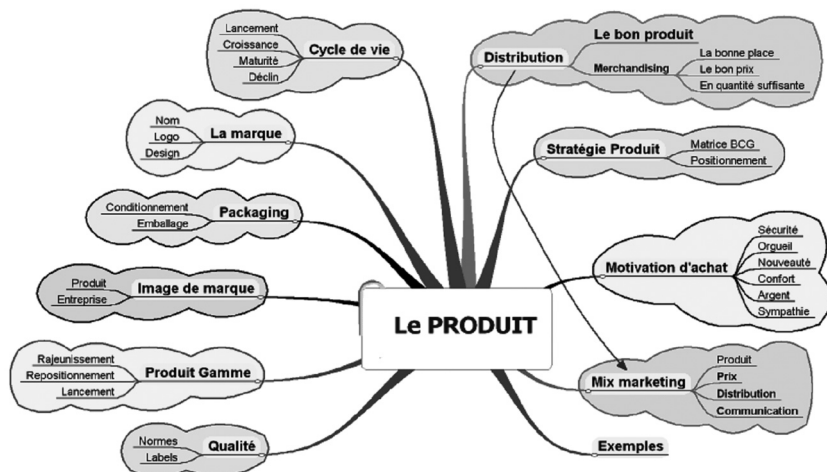 Lancement
Croissance
Maturité
Déclin
Cycle de vie
Nom
Logo
Design
La marque
Conditionnement
Emballage
Packaging
Produit
Entreprise
Image de marque
Rajeunissement
Repositionnement
Lancement
Produit Gamme
Normes
Labels
Qualité
Le PRODUIT
Distribution
Le bon produit
Merchandising
La bonne place
Le bon prix
En quantité suffisante
Stratégie Produit
Matrice BCG
Positionnement
Motivation d'achat
Sécurité
Orgueil
Nouveauté
Confort
Argent
Sympathie
Mix marketing
Produit
Prix
Distribution
Communication
Exemples